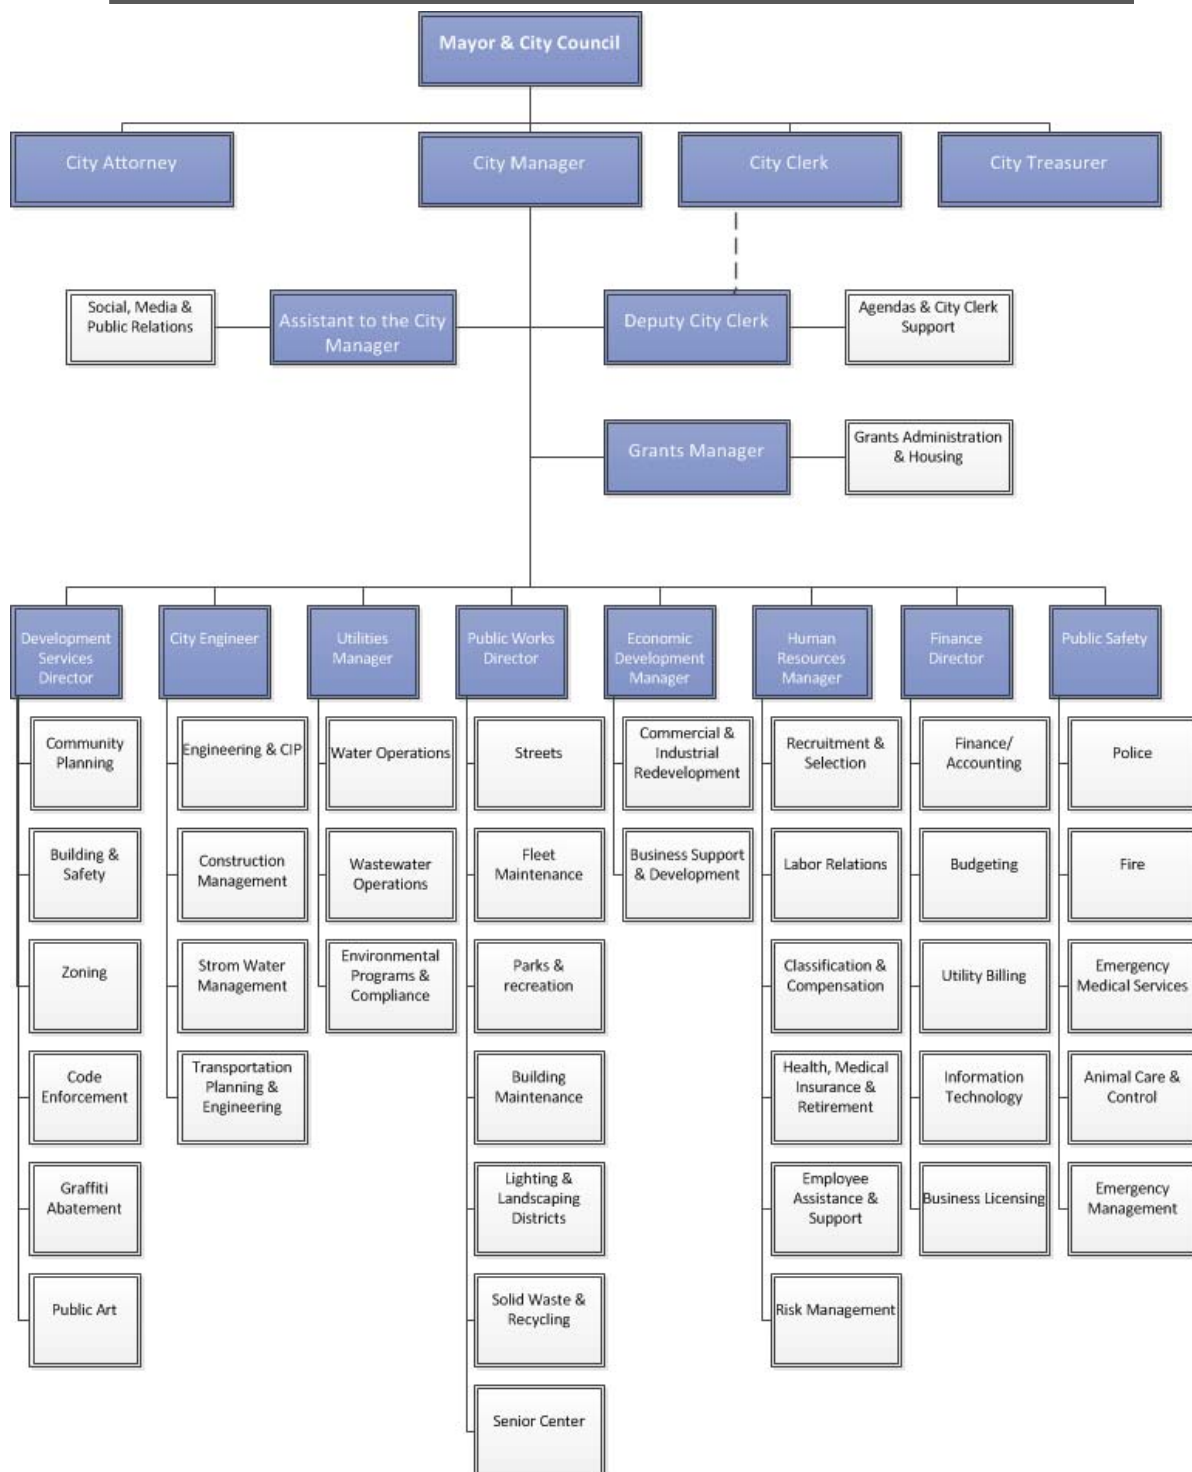 Mayor & City Council
City Attorney
City Manager
City Clerk
City Treasurer
Social, Media &
Public Relations
Assistant to the City
Manager
Deputy City Clerk
Agendas & City Clerk
Support
Grants Manager
Grants Administration
& Housing
Development
Services
Director
City Engineer
Utilities
Manager
Public Works
Director
Economic
Development
Manager
Human
Resources
Manager
Finance
Director
Public Safety
Community
Planning
Building &
Safety
Zoning
Code
Enforcement
Graffiti
Abatement
Public Art
Engineering & CIP
Construction
Management
Strom Water
Management
Transportation
Planning &
Engineering
Water Operations
Wastewater
Operations
Environmental
Programs &
Compliance
Streets
Fleet
Maintenance
Parks &
recreation
Building
Maintenance
Lighting &
Landscaping
Districts
Solid Waste &
Recycling
Senior Center
Commercial &
Industrial
Redevelopment
Business Support
& Development
Recruitment &
Selection
Labor Relations
Classification &
Compensation
Health, Medical
Insurance &
Retirement
Employee
Assistance &
Support
Risk Management
Finance/
Accounting
Budgeting
Utility Billing
Information
Technology
Business Licensing
Police
Fire
Emergency
Medical Services
Animal Care &
Control
Emergency
Management